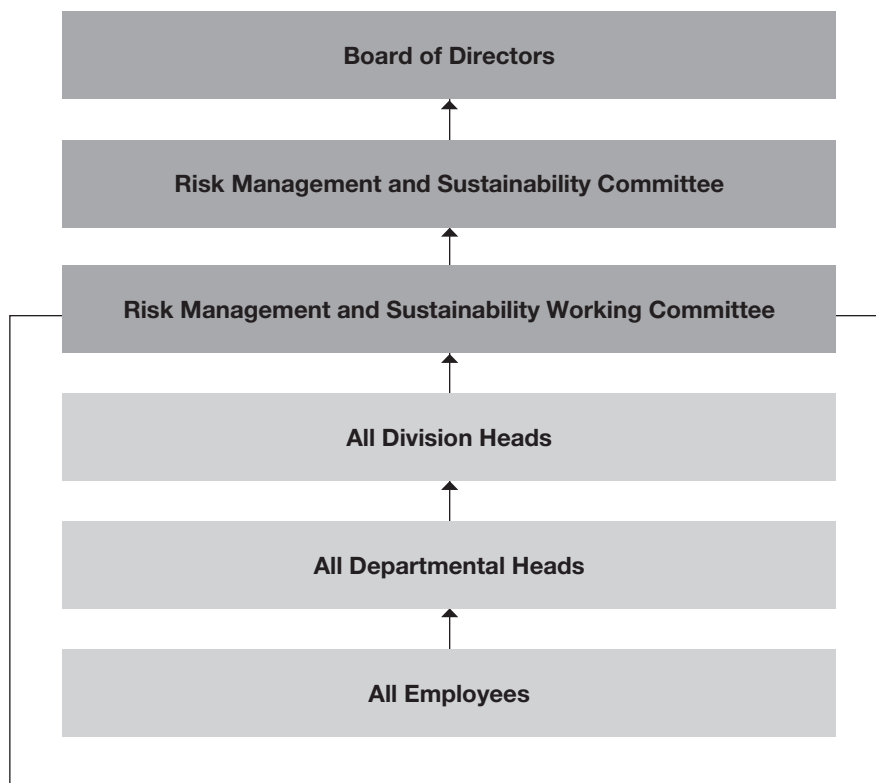 Board of Directors
Risk Management and Sustainability Committee
Risk Management and Sustainability Working Committee
All Division Heads
All Departmental Heads
All Employees